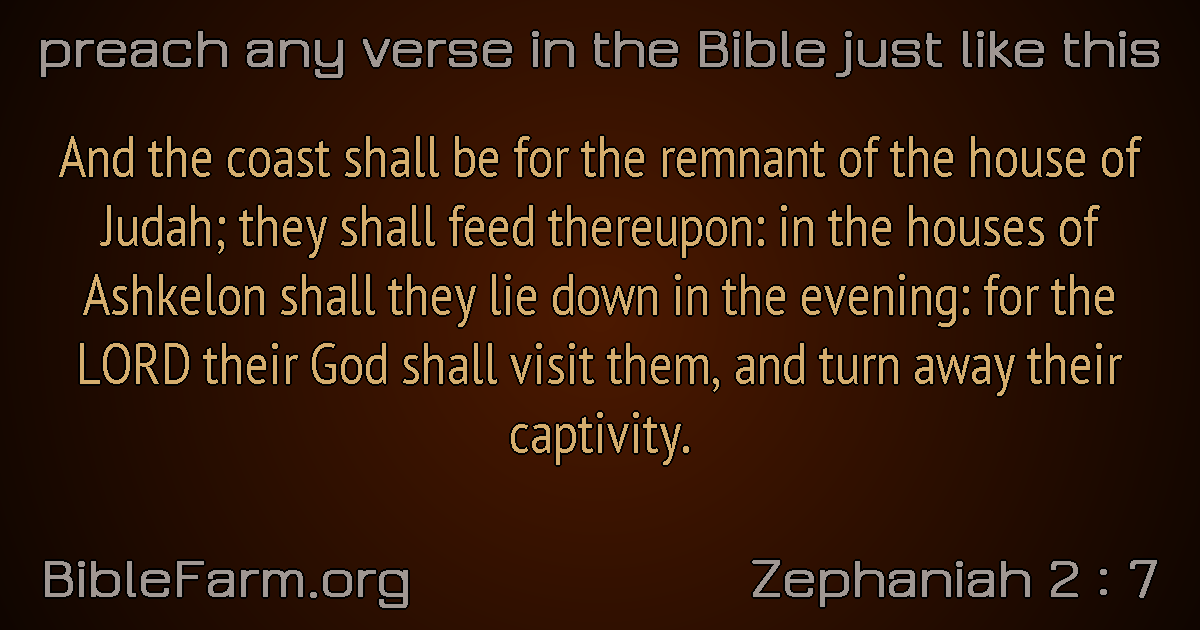 preach any verse in the Bible just like this
And the coast shall be for the remnant of the house of
Judah; they shall feed thereupon: in the houses of
Ashkelon shall they lie down in the evening: for the
LORD their God shall visit them, and turn away their
captivity.
BibleFarm.org
Zephaniah 2 : 7